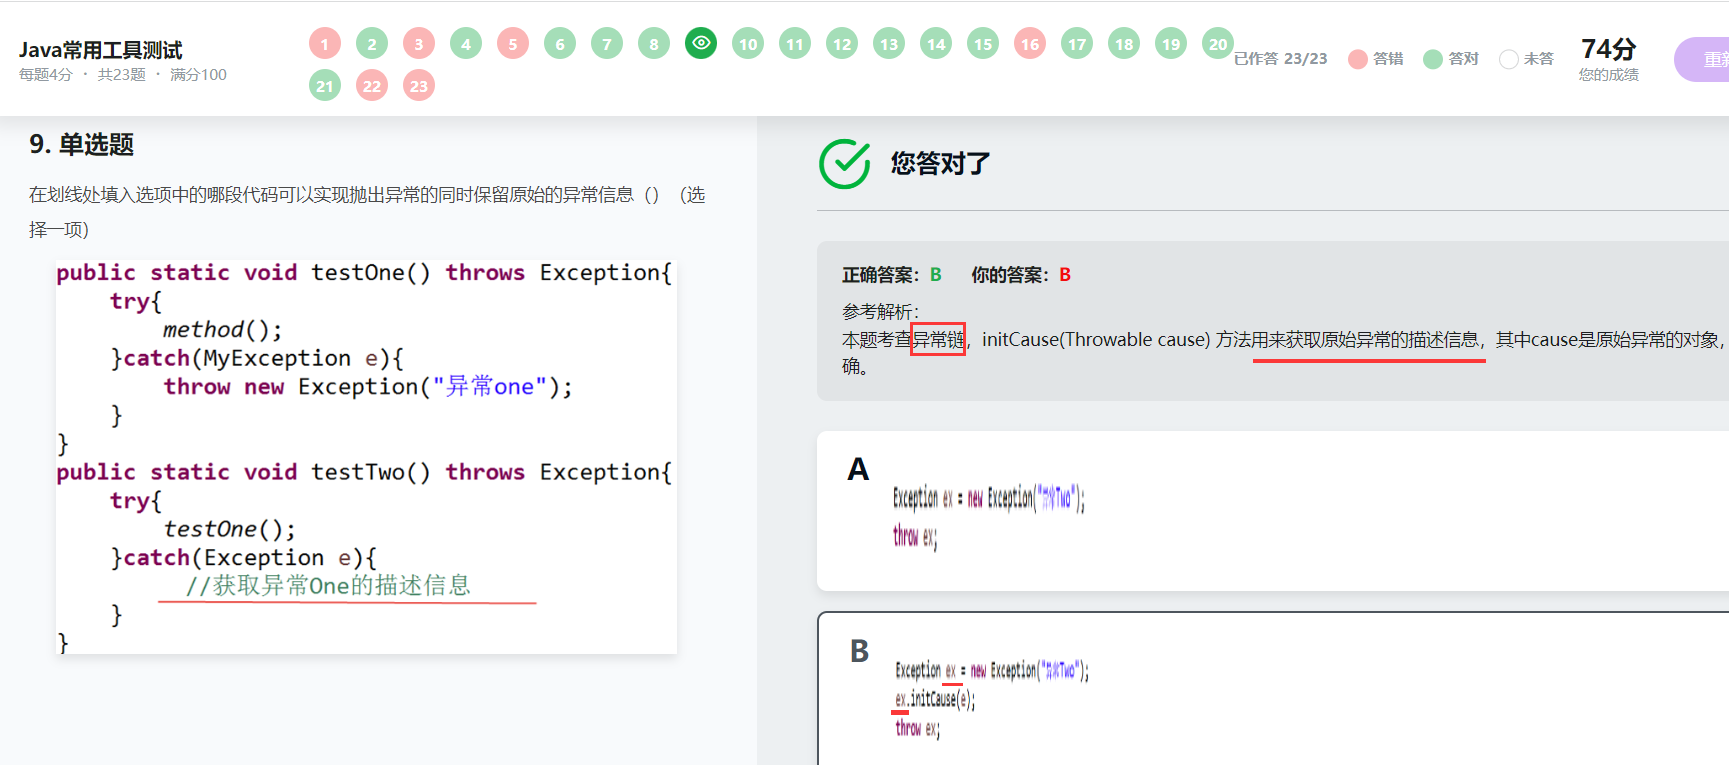 Java常用工具测试
每题4分 · 共23题 · 满分100
1 2 3 4 5 6 7 8 10 11 12 13 14 15 16 17 18 19 20
21 22 23
已作答 23/23 答错 答对 未答
74分
您的成绩
重新
9. 单选题
在划线处填入选项中的哪段代码可以实现抛出异常的同时保留原始的异常信息（）（选
择一项）
public static void testOne() throws Exception{
try{
method();
}catch(MyException e){
throw new Exception("异常one");
}
}
public static void testTwo() throws Exception{
try{
testOne();
}catch(Exception e){
//获取异常One的描述信息
}
}
您答对了
正确答案：B 你的答案：B
参考解析：
本题考查异常链，initCause(Throwable cause) 方法用来获取原始异常的描述信息，其中cause是原始异常的对象，
确。
A
Exception ex = new Exception("异常Two");
throw ex;
B
Exception ex = new Exception("异常Two");
ex.initCause(e);
throw ex;